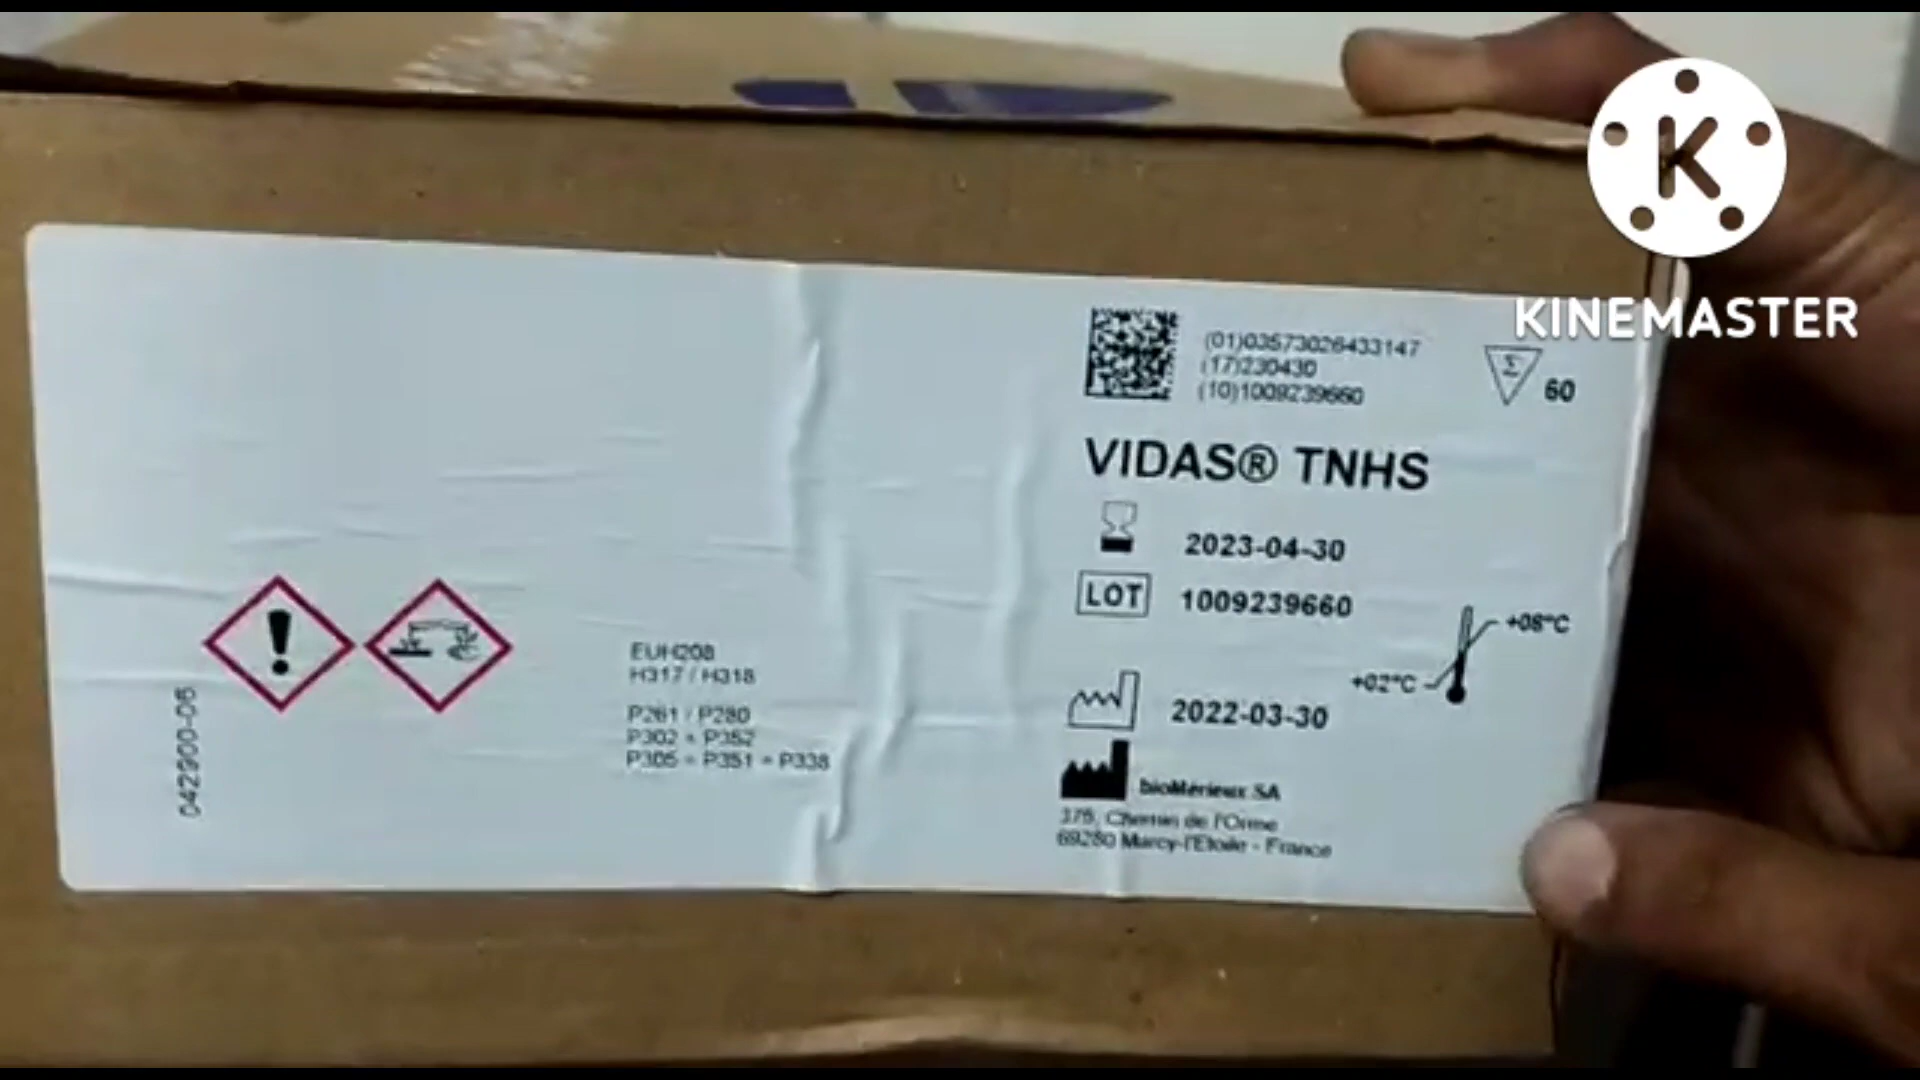 (01)03573026433147
(17)230430
(10)1009239660
Σ
60
VIDAS® TNHS
2023-04-30
LOT 1009239660
+08°C
+02°C
2022-03-30
bioMérieux SA
376, Chemin de l'Orme
69280 Marcy-l'Etoile - France
EUH208
H317 / H318
P261 / P280
P302 + P352
P305 + P351 + P338
042900-06
K
KINEMASTER